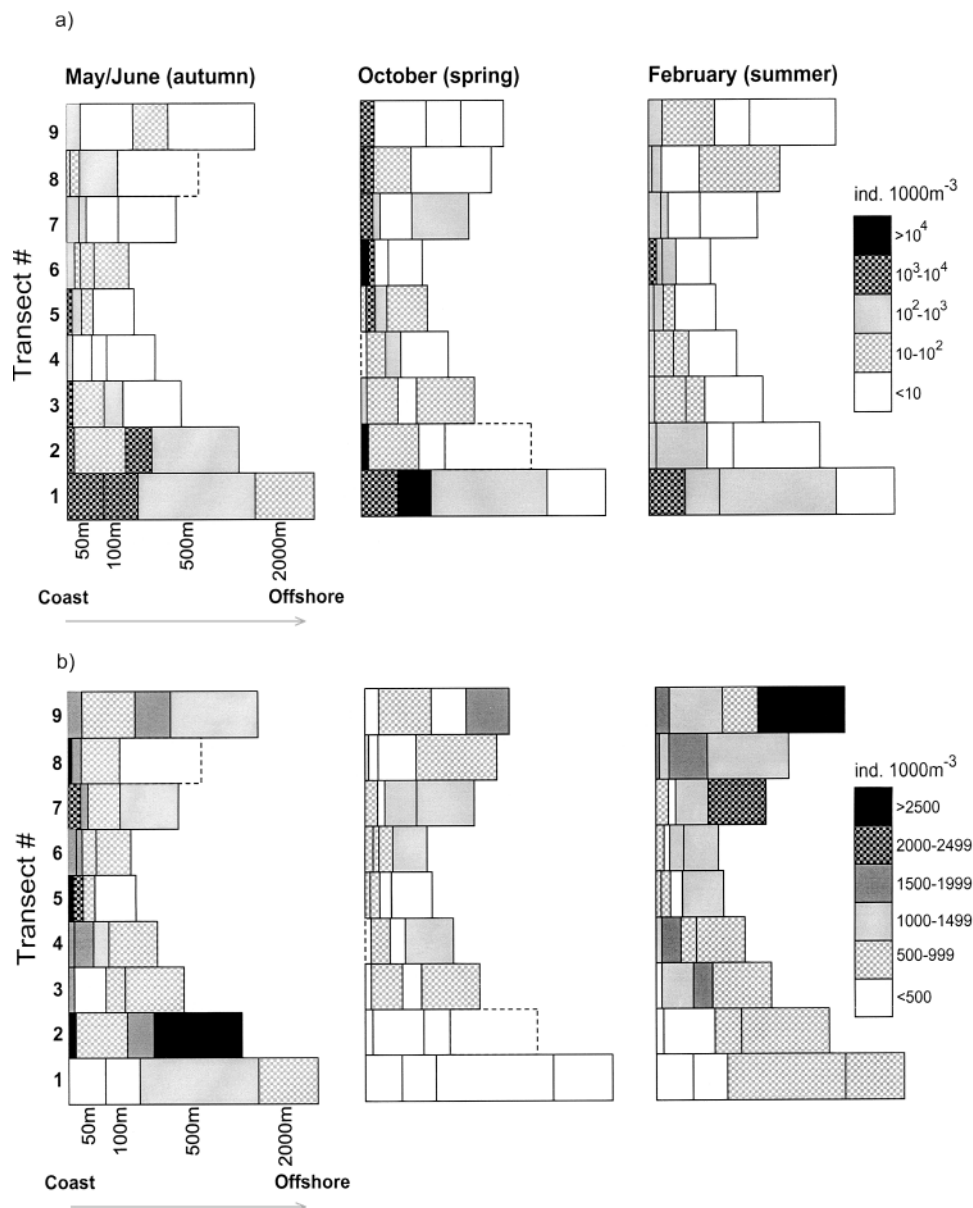 a)
May/June (autumn)
October (spring)
February (summer)
Transect #
9
8
7
6
5
4
3
2
1
50m
100m
500m
2000m
Coast
Offshore
ind. 1000m⁻³
>10⁴
10³-10⁴
10²-10³
10-10²
<10
b)
Transect #
9
8
7
6
5
4
3
2
1
50m
100m
500m
2000m
Coast
Offshore
ind. 1000m⁻³
>2500
2000-2499
1500-1999
1000-1499
500-999
<500